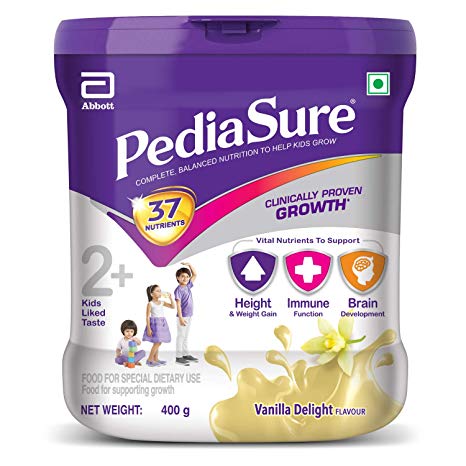 Abbott
PediaSure®
COMPLETE, BALANCED NUTRITION TO HELP KIDS GROW
37
NUTRIENTS
CLINICALLY PROVEN
GROWTH*
Vital Nutrients To Support
2+
Kids
Liked
Taste
Height
& Weight Gain
Immune
Function
Brain
Development
FOOD FOR SPECIAL DIETARY USE
Food for supporting growth
NET WEIGHT: 400 g
Vanilla Delight FLAVOUR